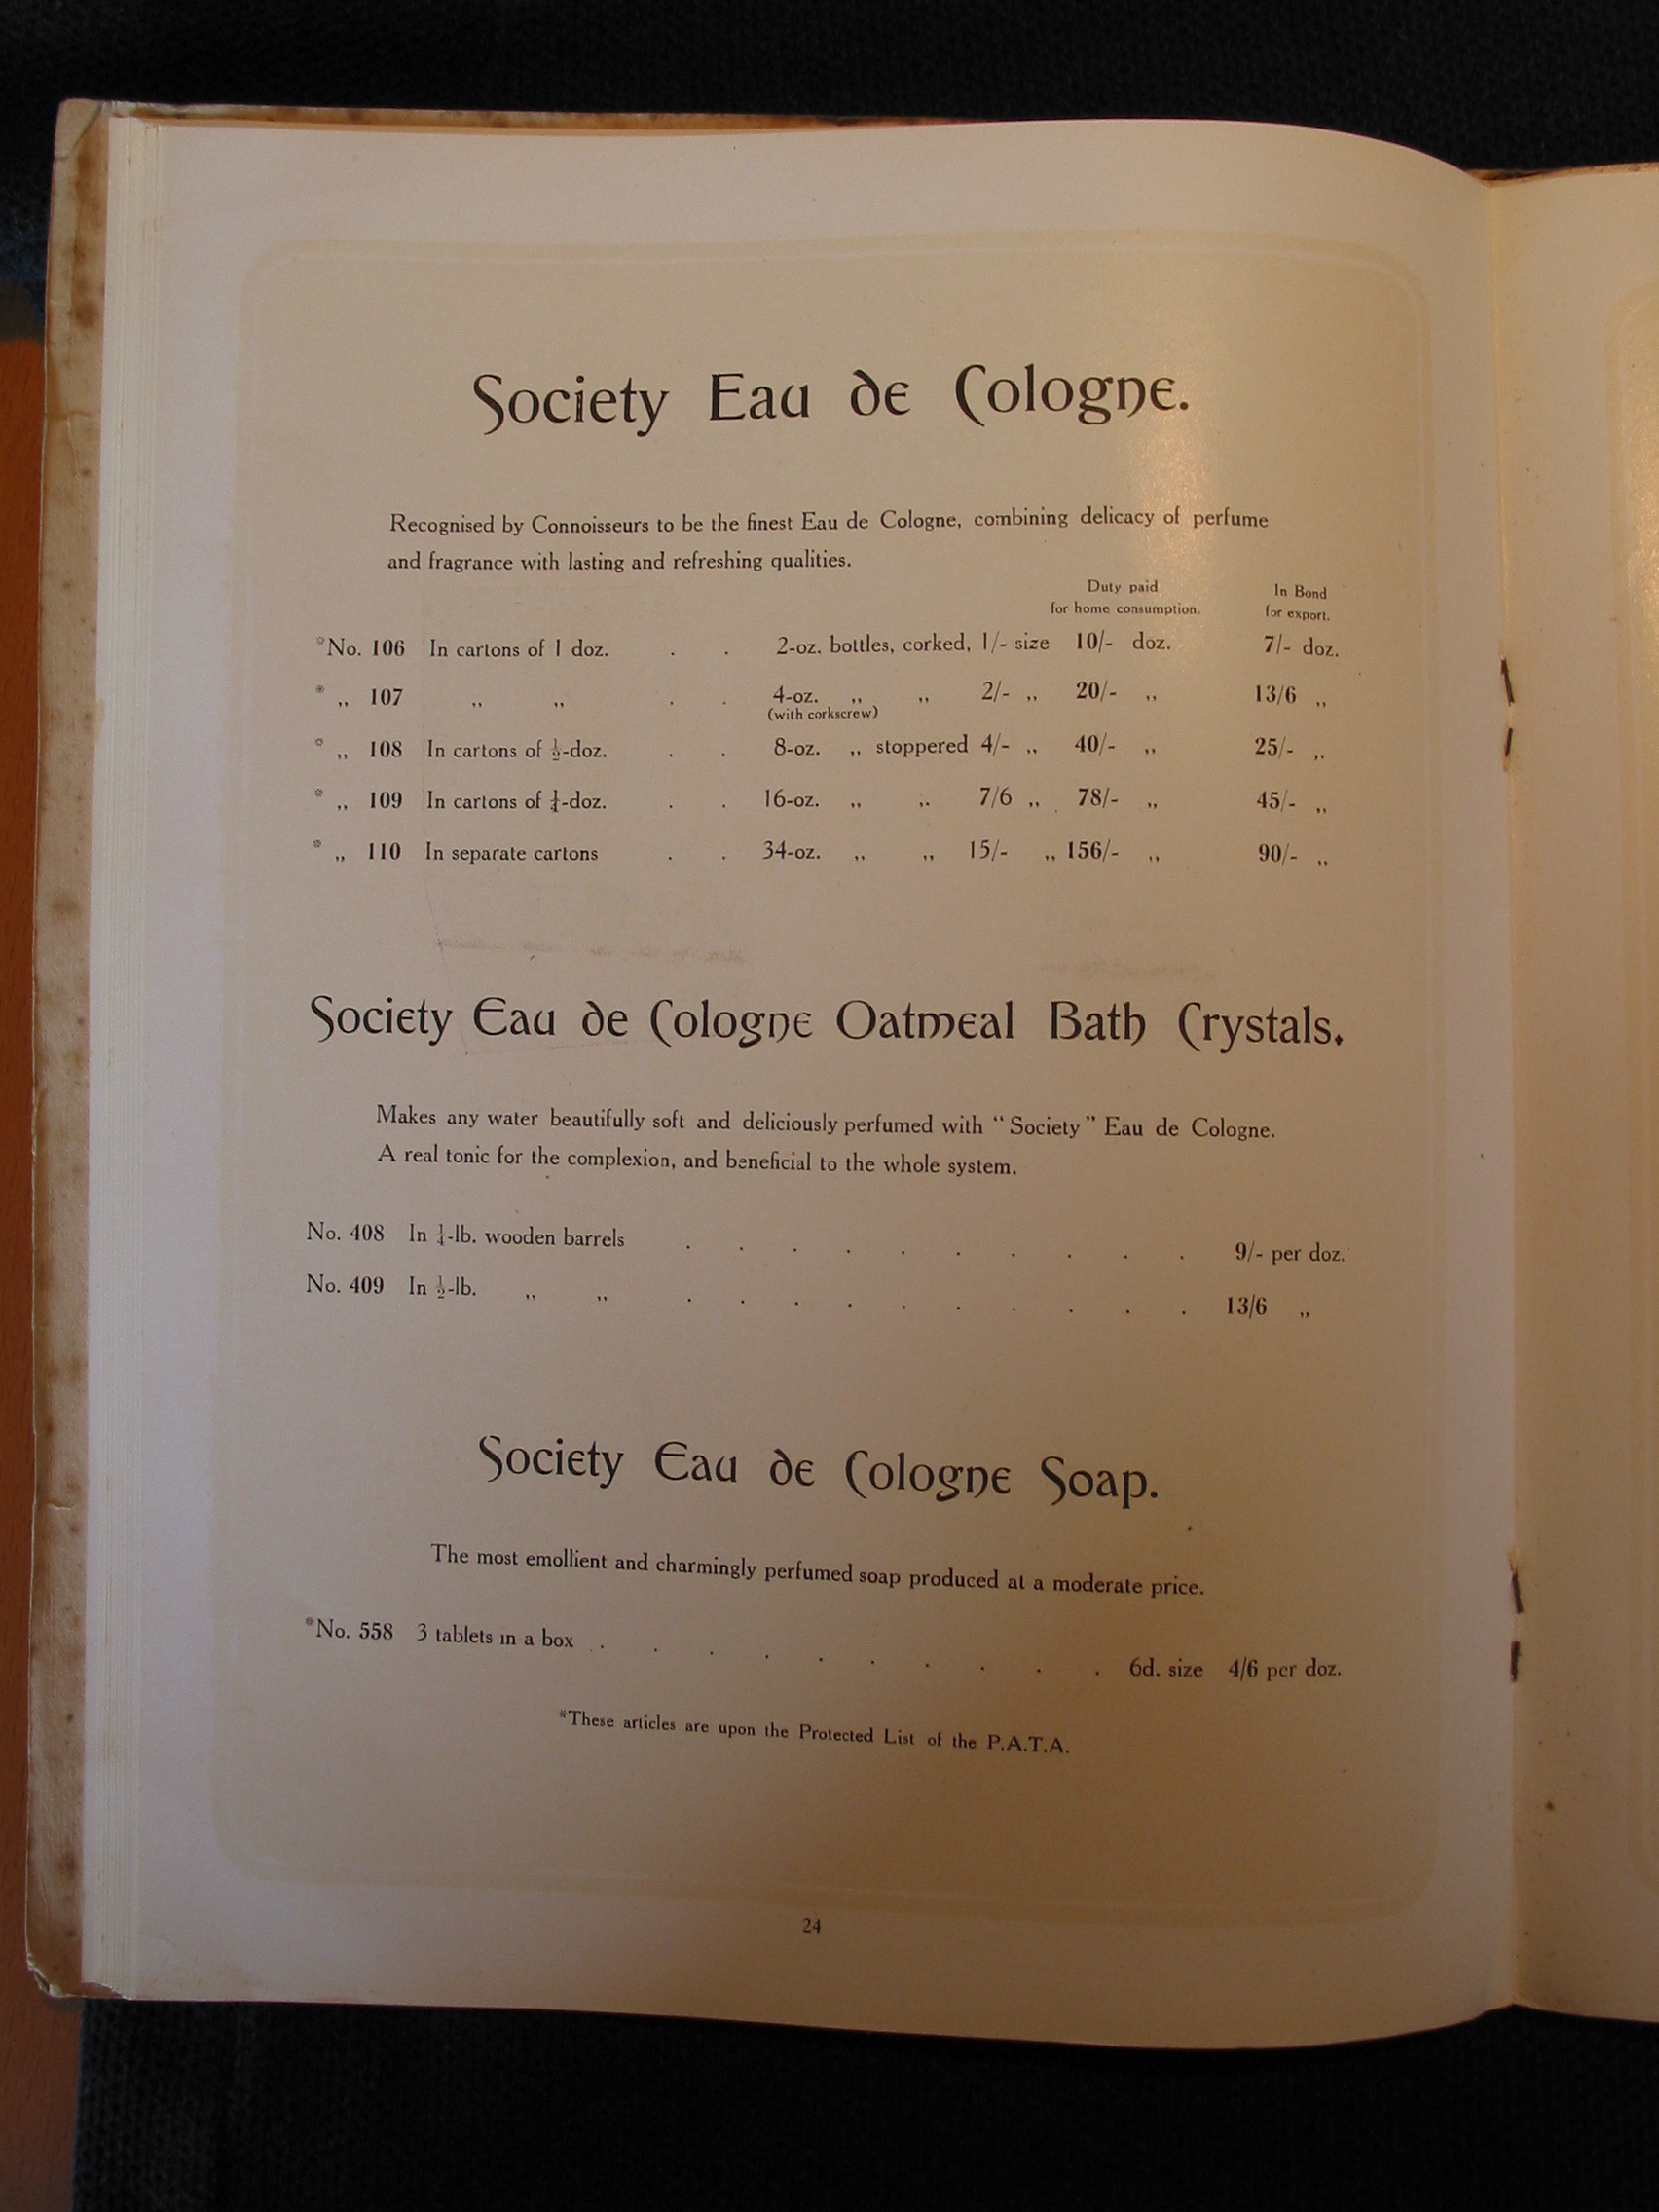 Society Eau de Cologne.
Recognised by Connoisseurs to be the finest Eau de Cologne, combining delicacy of perfume
and fragrance with lasting and refreshing qualities.
Duty paid In Bond
for home consumption. for export.
*No. 106 In cartons of 1 doz. . . 2-oz. bottles, corked, 1/- size 10/- doz. 7/- doz.
* „ 107 „ „ . . 4-oz. „ „ 2/- „ 20/- „ 13/6 „
(with corkscrew)
* „ 108 In cartons of ½-doz. . . 8-oz. „ stoppered 4/- „ 40/- „ 25/- „
* „ 109 In cartons of ¼-doz. . . 16-oz. „ „ 7/6 „ 78/- „ 45/- „
* „ 110 In separate cartons . . 34-oz. „ „ 15/- „ 156/- „ 90/- „
Society Eau de Cologne Oatmeal Bath Crystals.
Makes any water beautifully soft and deliciously perfumed with “Society” Eau de Cologne.
A real tonic for the complexion, and beneficial to the whole system.
No. 408 In ¼-lb. wooden barrels . . . . . . . . . . 9/- per doz.
No. 409 In ½-lb. „ „ . . . . . . . . . . 13/6 „
Society Eau de Cologne Soap.
The most emollient and charmingly perfumed soap produced at a moderate price.
*No. 558 3 tablets in a box . . . . . . . . . . 6d. size 4/6 per doz.
*These articles are upon the Protected List of the P.A.T.A.
24